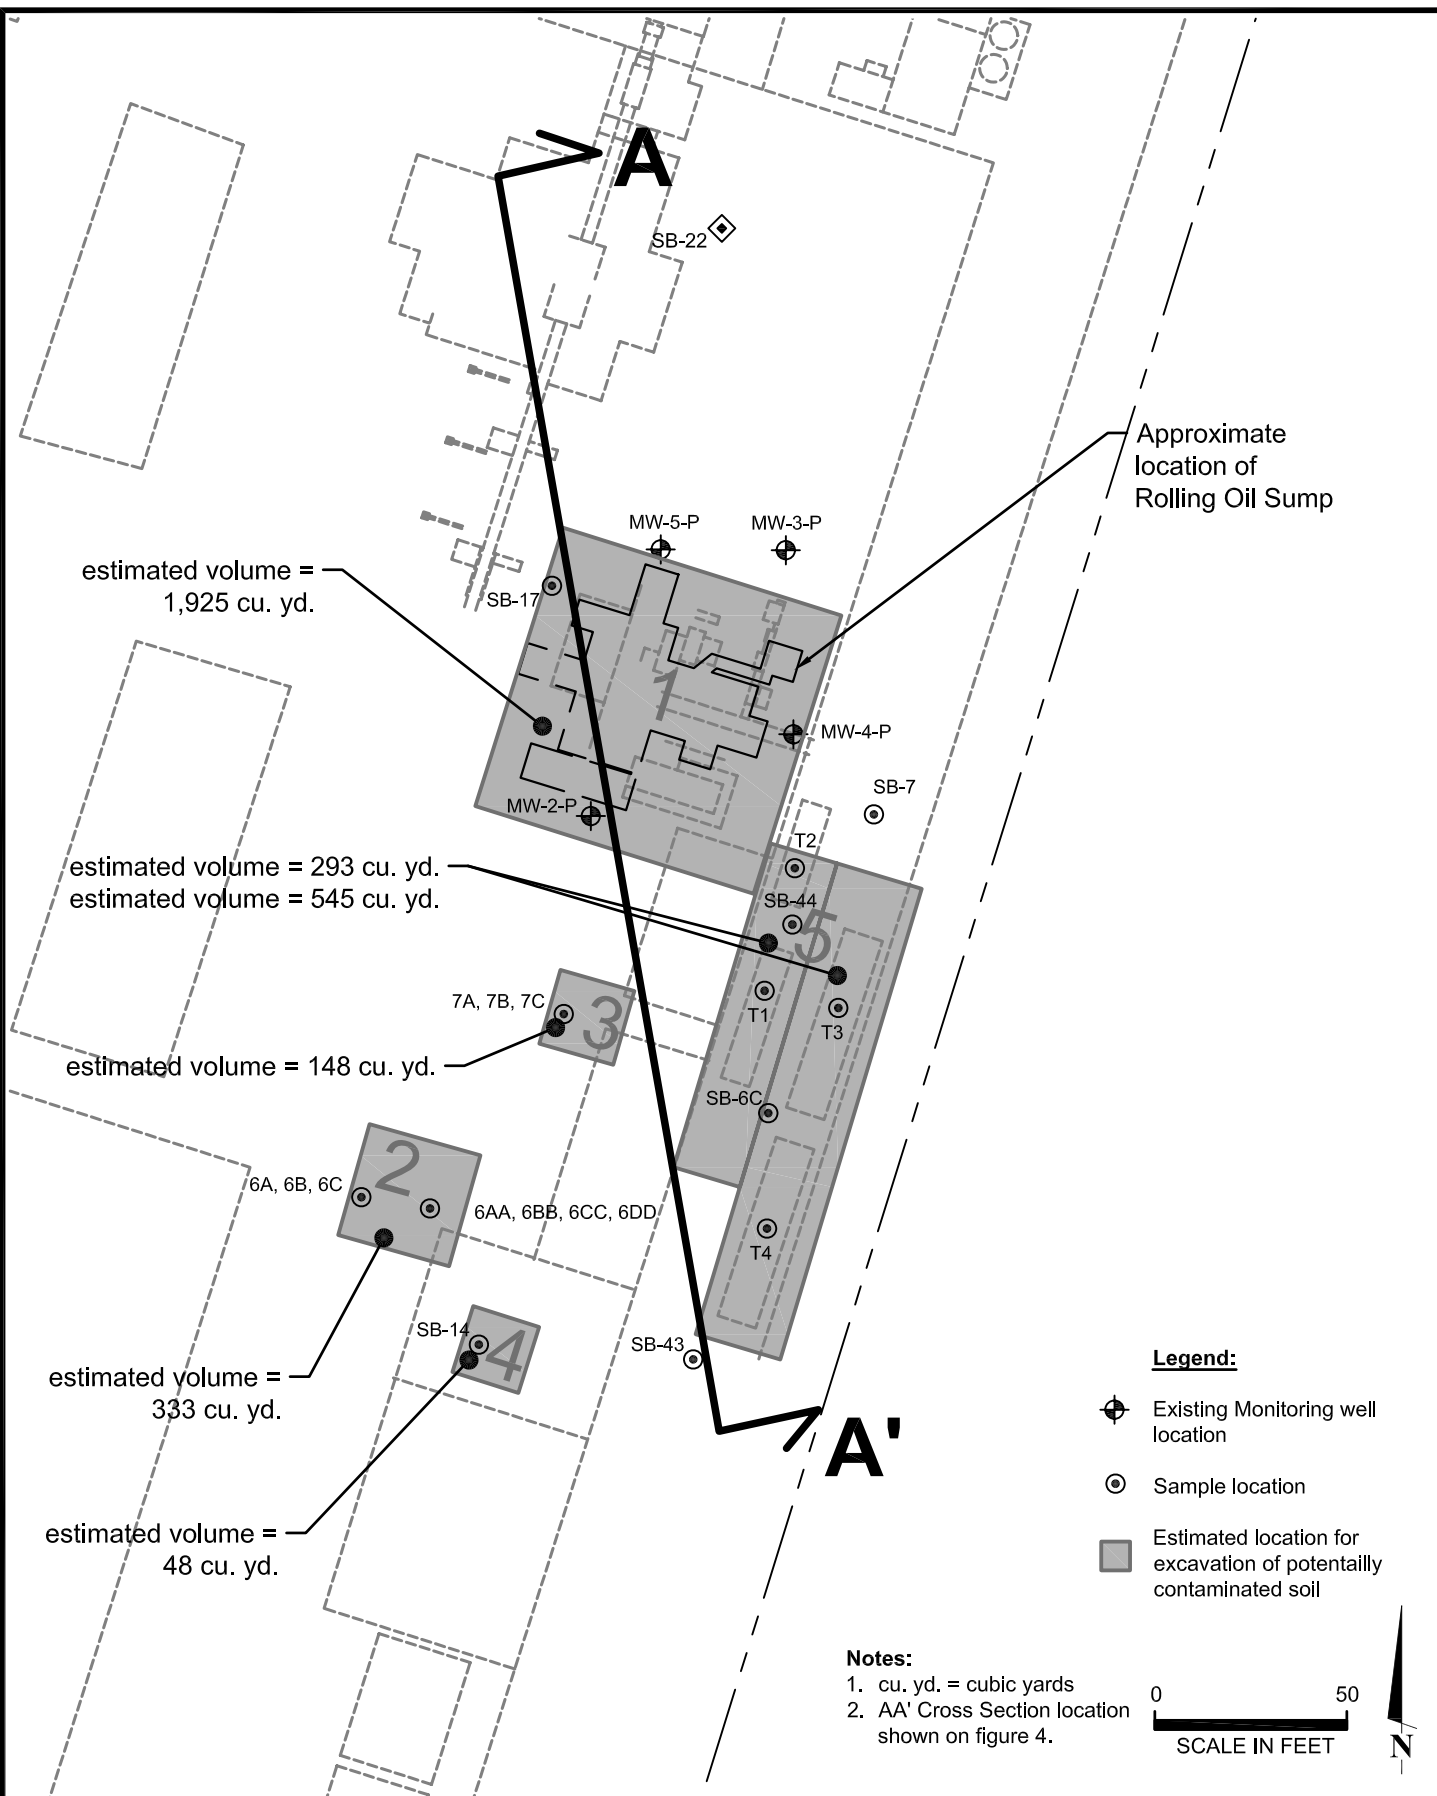 A
SB-22
Approximate
location of
Rolling Oil Sump
MW-5-P
MW-3-P
estimated volume =
1,925 cu. yd.
SB-17
1
MW-4-P
SB-7
MW-2-P
T2
estimated volume = 293 cu. yd.
estimated volume = 545 cu. yd.
SB-44
5
7A, 7B, 7C
3
T1
T3
estimated volume = 148 cu. yd.
SB-6C
2
6A, 6B, 6C
6AA, 6BB, 6CC, 6DD
T4
SB-14
4
SB-43
estimated volume =
333 cu. yd.
A'
estimated volume =
48 cu. yd.
Legend:
Existing Monitoring well
location
Sample location
Estimated location for
excavation of potentailly
contaminated soil
Notes:
1. cu. yd. = cubic yards
2. AA' Cross Section location
shown on figure 4.
0 50
SCALE IN FEET
N